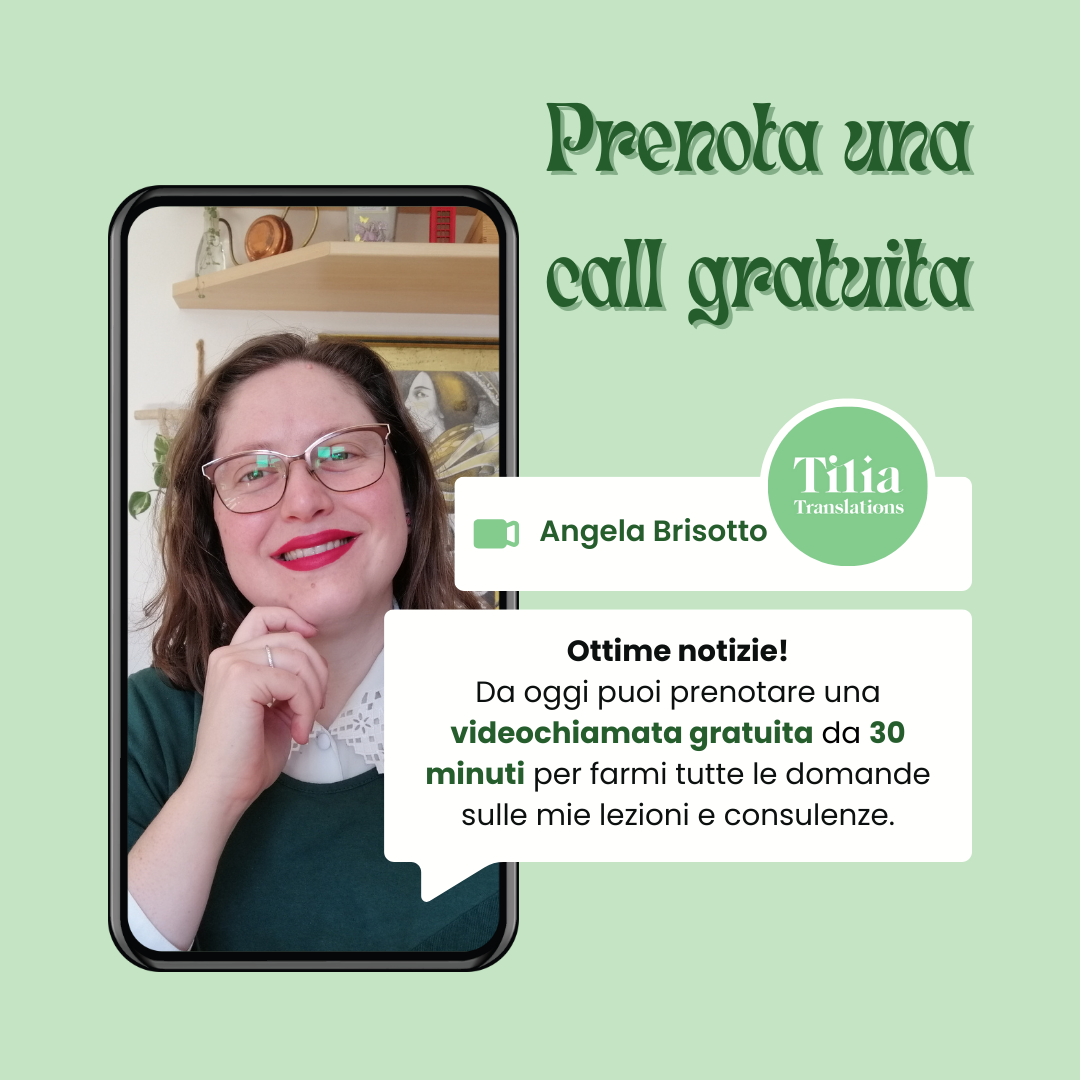 Prenota una
call gratuita
Tilia
Translations
Angela Brisotto
Ottime notizie!
Da oggi puoi prenotare una
videochiamata gratuita da 30
minuti per farmi tutte le domande
sulle mie lezioni e consulenze.